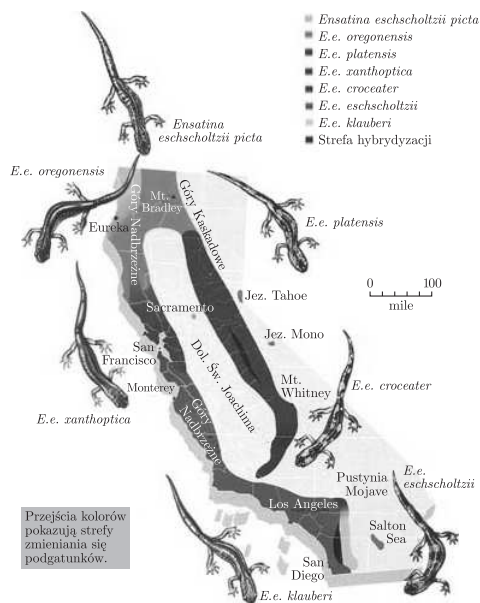 Ensatina eschscholtzii picta
E.e. oregonensis
E.e. platensis
E.e. xanthoptica
E.e. croceater
E.e. eschscholtzii
E.e. klauberi
Strefa hybrydyzacji
Ensatina
eschscholtzii picta
E.e. oregonensis
Mt.
Bradley
Góry Kaskadowe
Góry Nadbrzeżne
Eureka
E.e. platensis
0 100
mile
Jez. Tahoe
Sacramento
Jez. Mono
San
Francisco
Dol. Św. Joachima
Mt.
Whitney
E.e. croceater
Monterey
E.e. xanthoptica
Góry
Nadbrzeżne
Pustynia
Mojave
E.e.
eschscholtzii
Los Angeles
Salton
Sea
Przejścia kolorów
pokazują strefy
zmieniania się
podgatunków.
San
Diego
E.e. klauberi